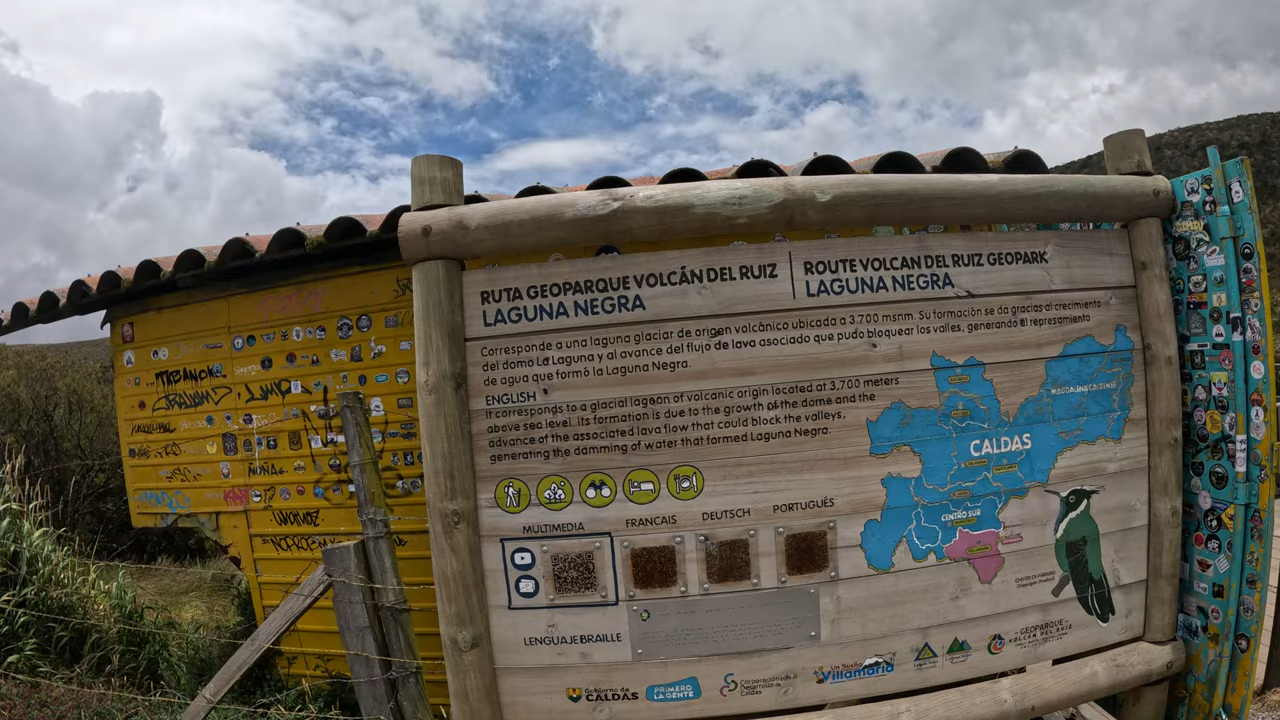 RUTA GEOPARQUE VOLCÁN DEL RUIZ
LAGUNA NEGRA
ROUTE VOLCAN DEL RUIZ GEOPARK
LAGUNA NEGRA
Corresponde a una laguna glaciar de origen volcánico ubicada a 3.700 msnm. Su formación se da gracias al crecimiento
del domo La Laguna y al avance del flujo de lava asociado que pudo bloquear los valles, generando el represamiento
de agua que formó la Laguna Negra.
ENGLISH
It corresponds to a glacial lagoon of volcanic origin located at 3,700 meters
above sea level. Its formation is due to the growth of the dome and the
advance of the associated lava flow that could block the valleys,
generating the damming of water that formed Laguna Negra.
MAGDALENA CALDENSE
CALDAS
CENTRO SUR
MULTIMEDIA
FRANCAIS
DEUTSCH
PORTUGUÊS
LENGUAJE BRAILLE
Gobierno de
CALDAS
PRIMERO
LA GENTE
Corporación para el
Desarrollo de
Caldas
Un Sueño
Villamaría
GEOPARQUE
VOLCÁN DEL RUIZ
TABANOK